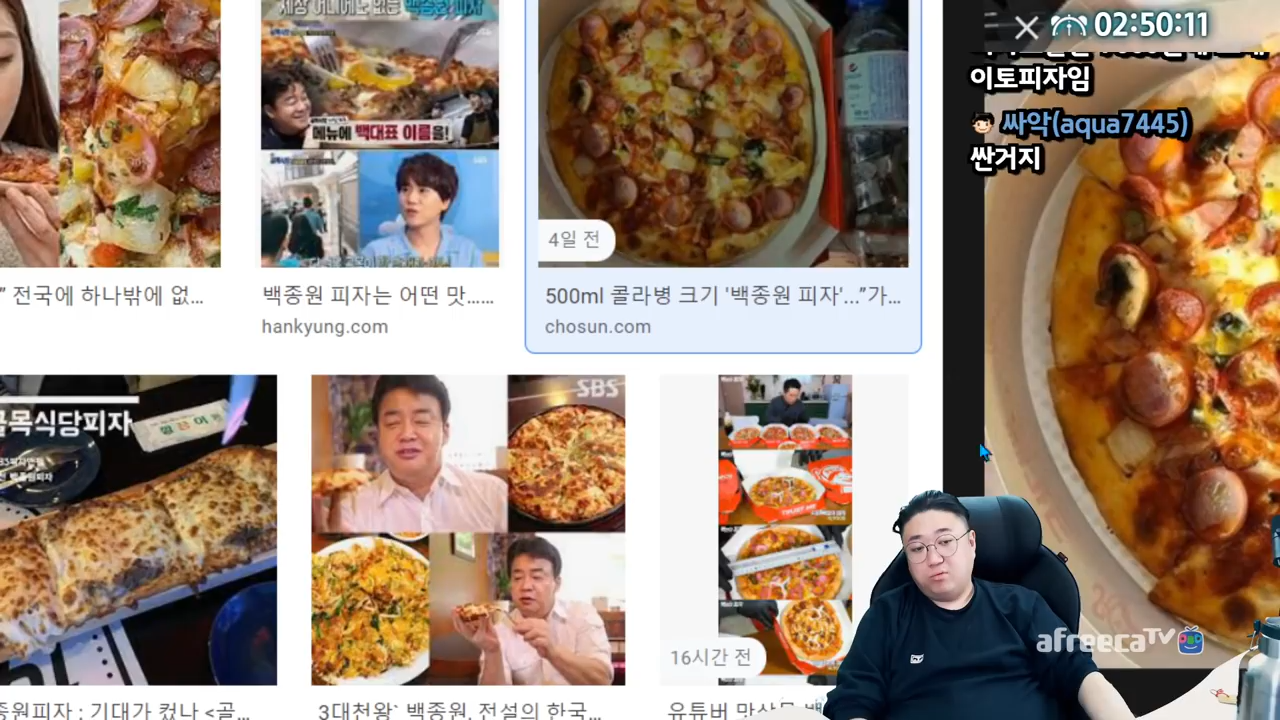 02:50:11
이토피자임
싸악(aqua7445)
싼거지
메뉴에 백대표 이름을!
SBS
4일 전
” 전국에 하나밖에 없...
백종원 피자는 어떤 맛......
hankyung.com
500ml 콜라병 크기 '백종원 피자'...”가...
chosun.com
골목식당피자
SBS
16시간 전
afreecaTV
종원피자 : 기대가 컸나 <골...
3대천왕` 백종원, 전설의 한국...